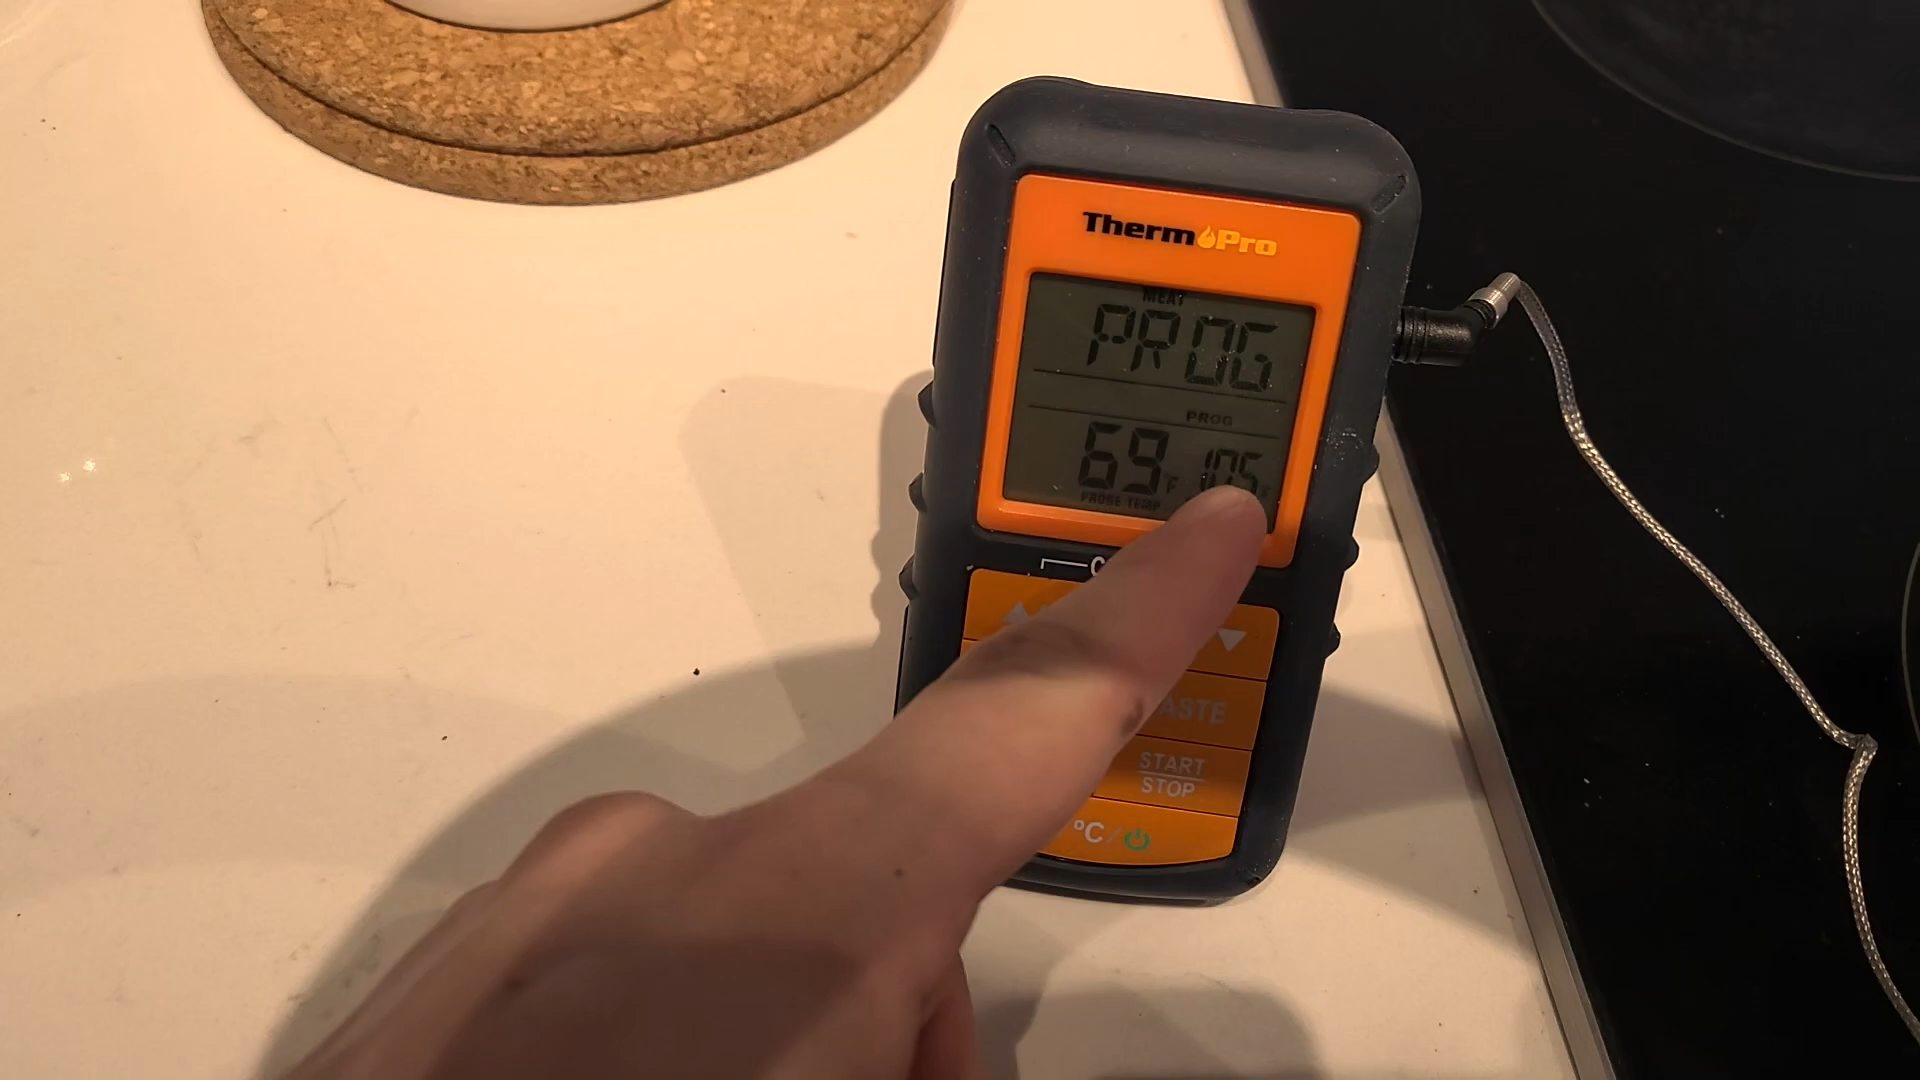 ThermoPro
MEAT
PROG
PROG
69°F 105
PROBE TEMP
START
STOP
°C/